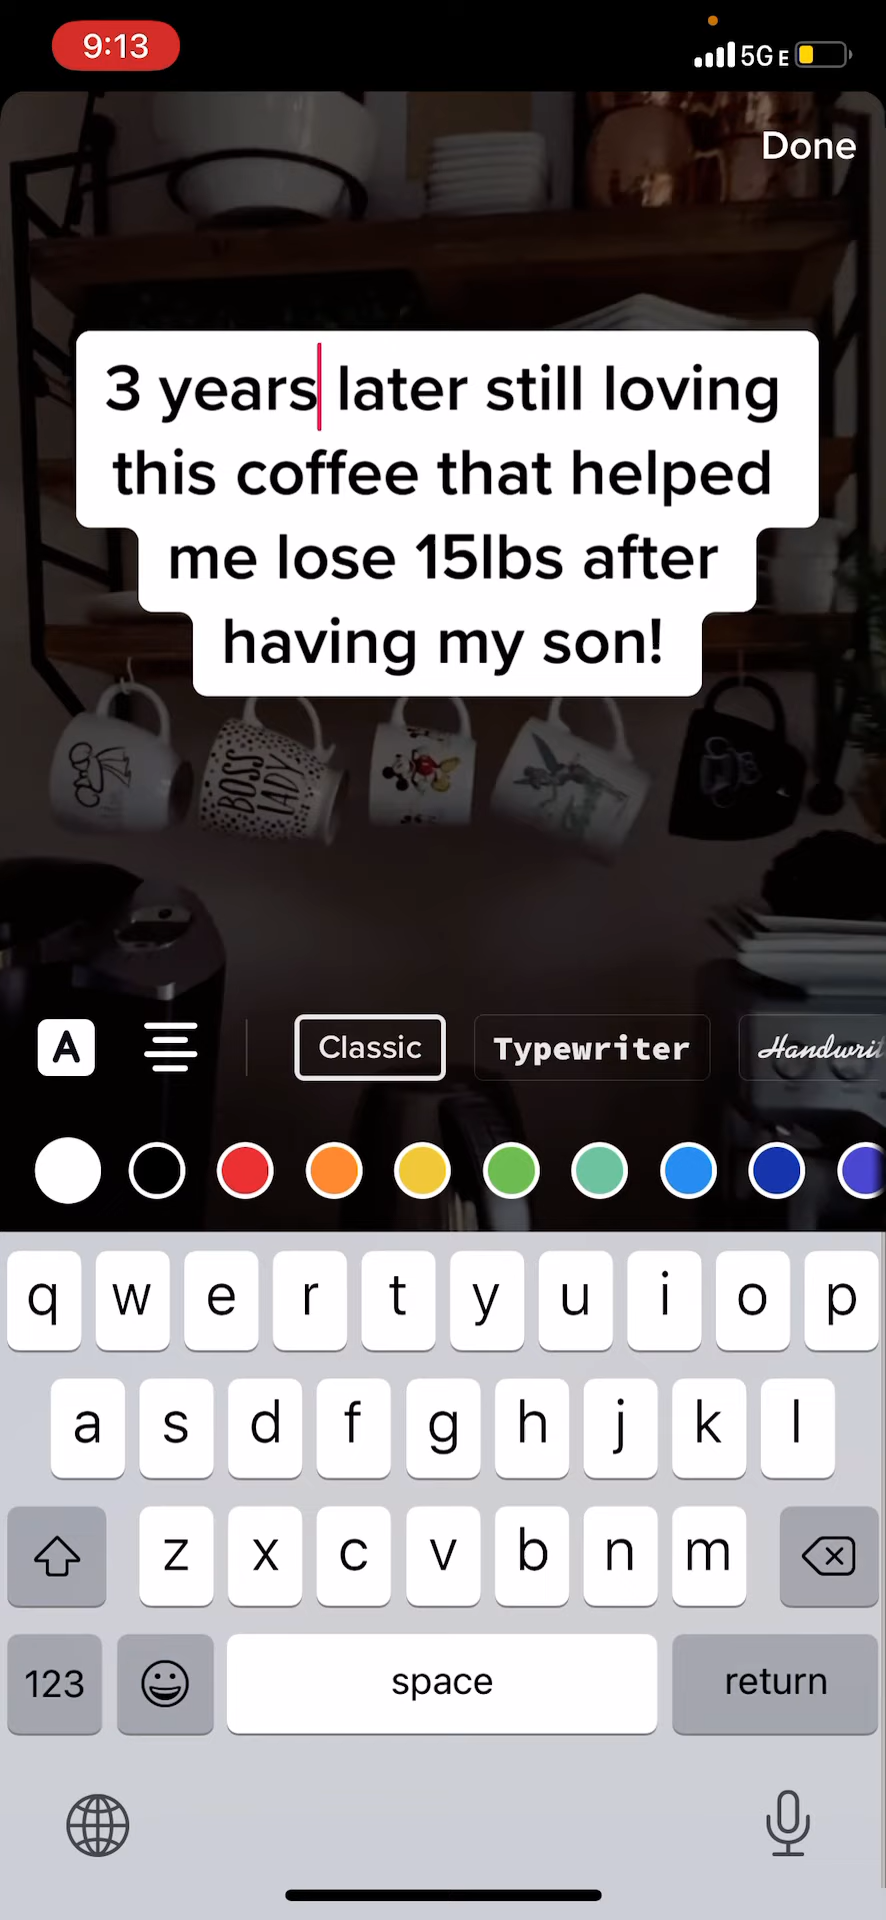 9:13
5G E
Done
3 years later still loving
this coffee that helped
me lose 15lbs after
having my son!
BOSS
LADY
A
Classic
Typewriter
Handwrit
q w e r t y u i o p
a s d f g h j k l
z x c v b n m
123
space
return